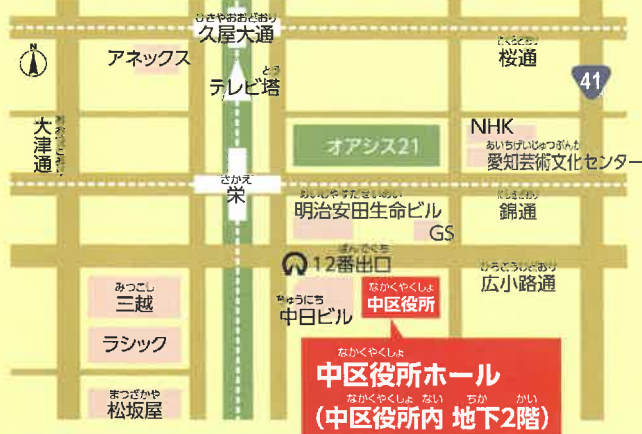 ひさやおおどおり
久屋大通
N
アネックス
とう
テレビ塔
さくらどおり
桜通
41
おおつどおり
大津通
オアシス21
NHK
あいちげいじゅつぶんか
愛知芸術文化センター
さかえ
栄
めいじやすだせいめい
明治安田生命ビル
にしきどおり
錦通
GS
ばんでぐち
12番出口
ひろこうじどおり
広小路通
みつこし
三越
ちゅうにち
中日ビル
なかくやくしょ
中区役所
ラシック
なかくやくしょ
中区役所ホール
なかくやくしょ ない ちか かい
(中区役所内 地下2階)
まつざかや
松坂屋